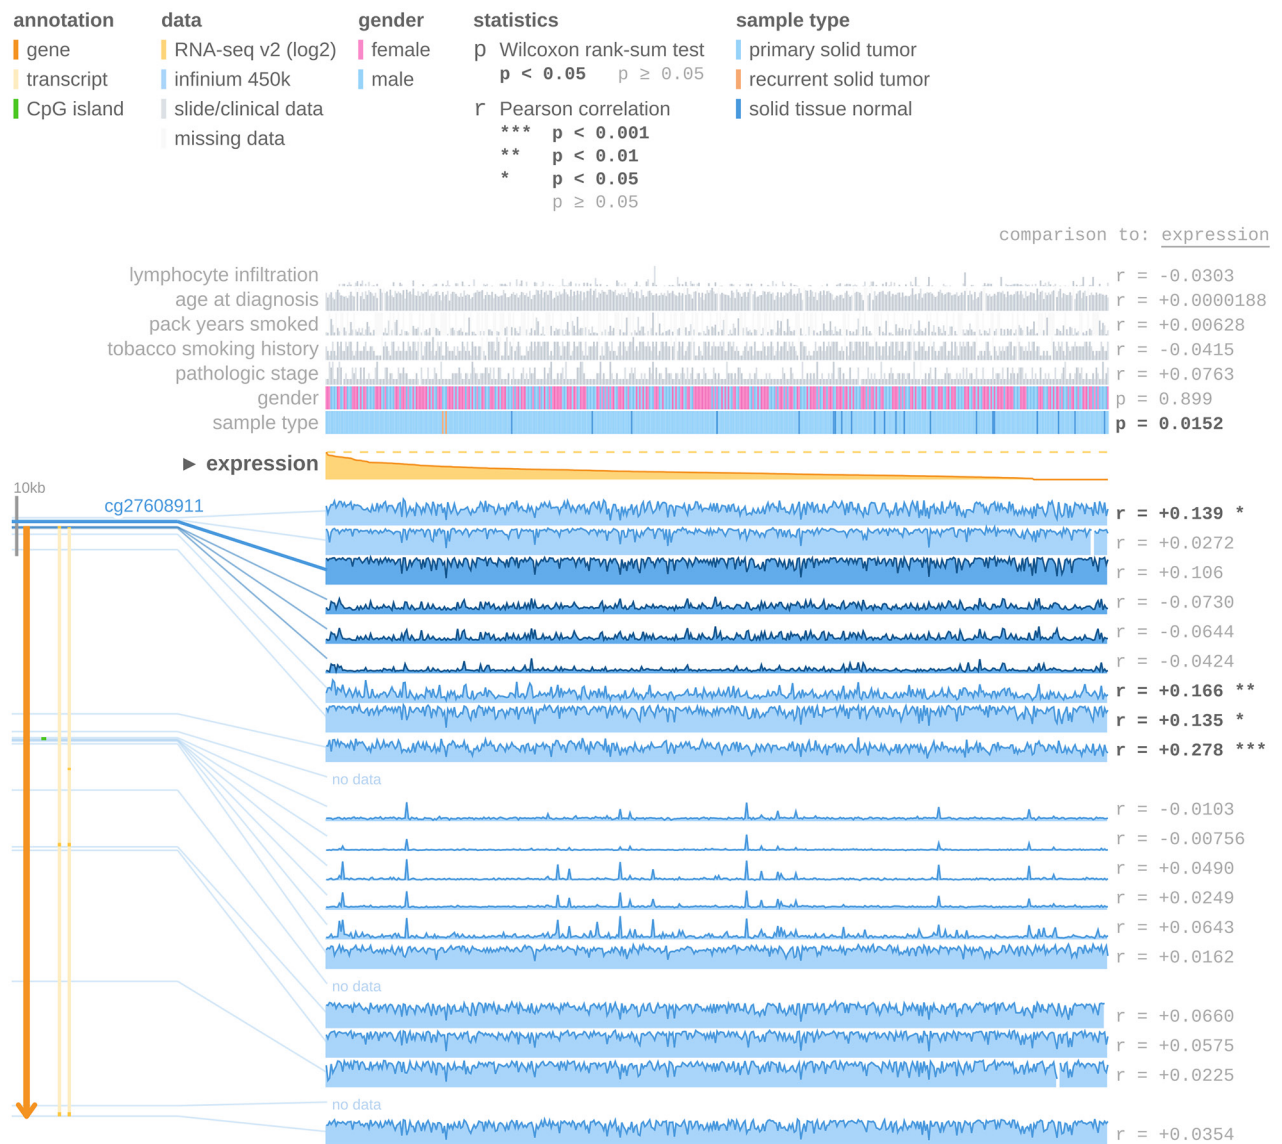 annotation data gender statistics sample type
gene RNA-seq v2 (log2) female p Wilcoxon rank-sum test primary solid tumor
transcript infinium 450k male p < 0.05 p ≥ 0.05 recurrent solid tumor
CpG island slide/clinical data r Pearson correlation solid tissue normal
missing data *** p < 0.001
** p < 0.01
* p < 0.05
p ≥ 0.05
comparison to: expression
lymphocyte infiltration r = -0.0303
age at diagnosis r = +0.0000188
pack years smoked r = +0.00628
tobacco smoking history r = -0.0415
pathologic stage r = +0.0763
gender p = 0.899
sample type p = 0.0152
► expression
10kb
cg27608911
r = +0.139 *
r = +0.0272
r = +0.106
r = -0.0730
r = -0.0644
r = -0.0424
r = +0.166 **
r = +0.135 *
r = +0.278 ***
no data
r = -0.0103
r = -0.00756
r = +0.0490
r = +0.0249
r = +0.0643
r = +0.0162
no data
r = +0.0660
r = +0.0575
r = +0.0225
no data
r = +0.0354